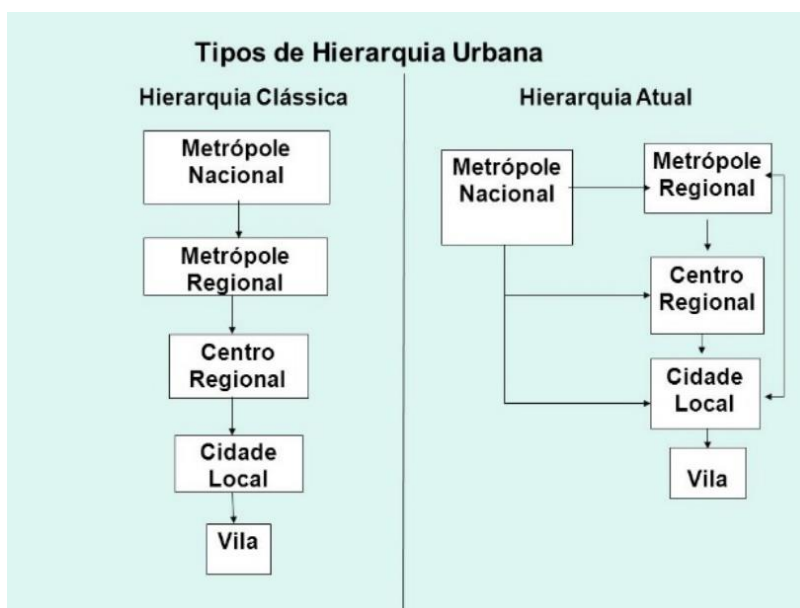 Tipos de Hierarquia Urbana
Hierarquia Clássica
Metrópole
Nacional
Metrópole
Regional
Centro
Regional
Cidade
Local
Vila
Hierarquia Atual
Metrópole
Nacional
Metrópole
Regional
Centro
Regional
Cidade
Local
Vila